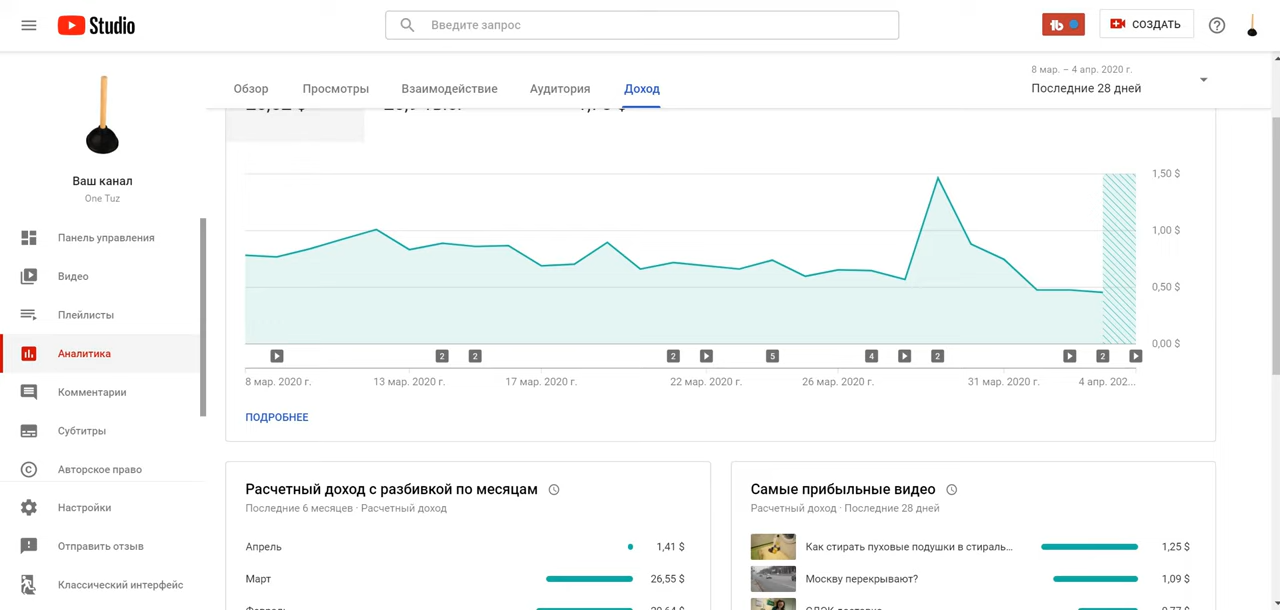 Studio
Введите запрос
СОЗДАТЬ
Обзор Просмотры Взаимодействие Аудитория Доход
8 мар. – 4 апр. 2020 г.
Последние 28 дней
Ваш канал
One Tuz
Панель управления
Видео
Плейлисты
Аналитика
Комментарии
Субтитры
Авторское право
Настройки
Отправить отзыв
Классический интерфейс
1,50 $
1,00 $
0,50 $
0,00 $
2 2 2 5 4 2 2
8 мар. 2020 г. 13 мар. 2020 г. 17 мар. 2020 г. 22 мар. 2020 г. 26 мар. 2020 г. 31 мар. 2020 г. 4 апр. 202...
ПОДРОБНЕЕ
Расчетный доход с разбивкой по месяцам
Последние 6 месяцев · Расчетный доход
Апрель 1,41 $
Март 26,55 $
Самые прибыльные видео
Расчетный доход · Последние 28 дней
Как стирать пуховые подушки в стираль... 1,25 $
Москву перекрывают? 1,09 $